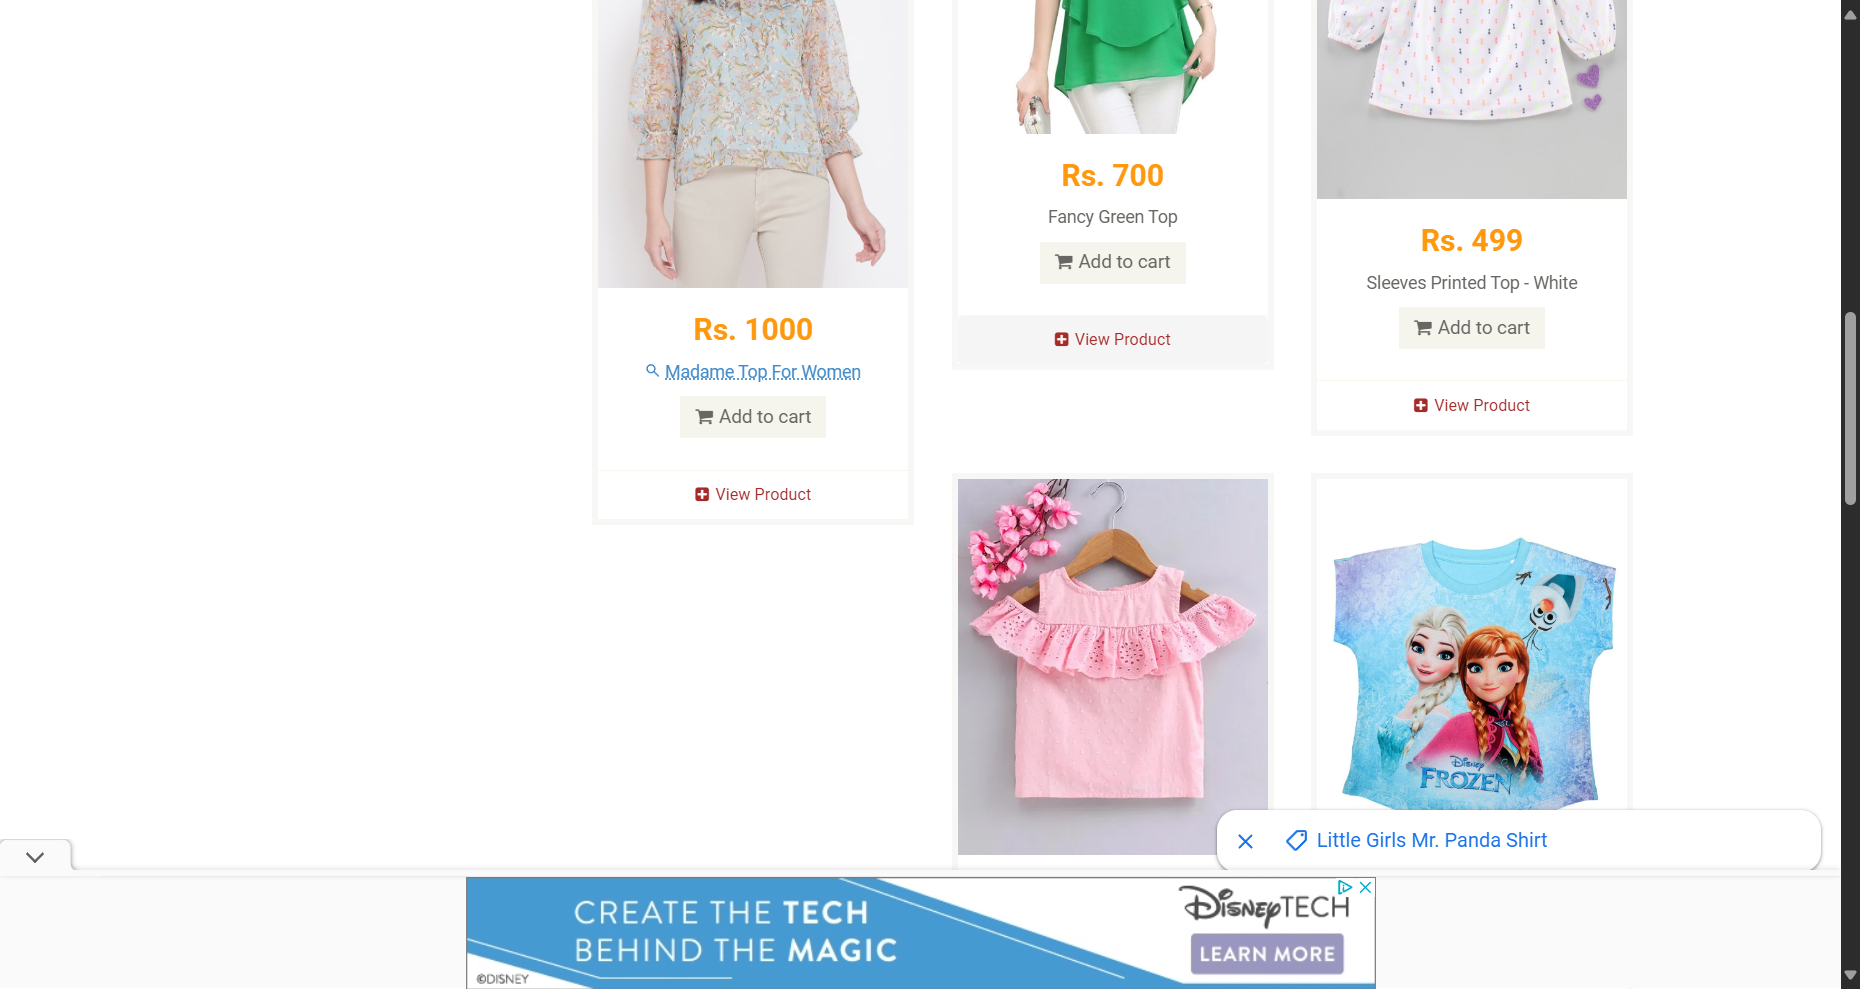 Rs. 1000
Madame Top For Women
Add to cart
View Product
Rs. 700
Fancy Green Top
Add to cart
View Product
Rs. 499
Sleeves Printed Top - White
Add to cart
View Product
Disney
FROZEN
Little Girls Mr. Panda Shirt
CREATE THE TECH
BEHIND THE MAGIC
©DISNEY
DISNEYTECH
LEARN MORE